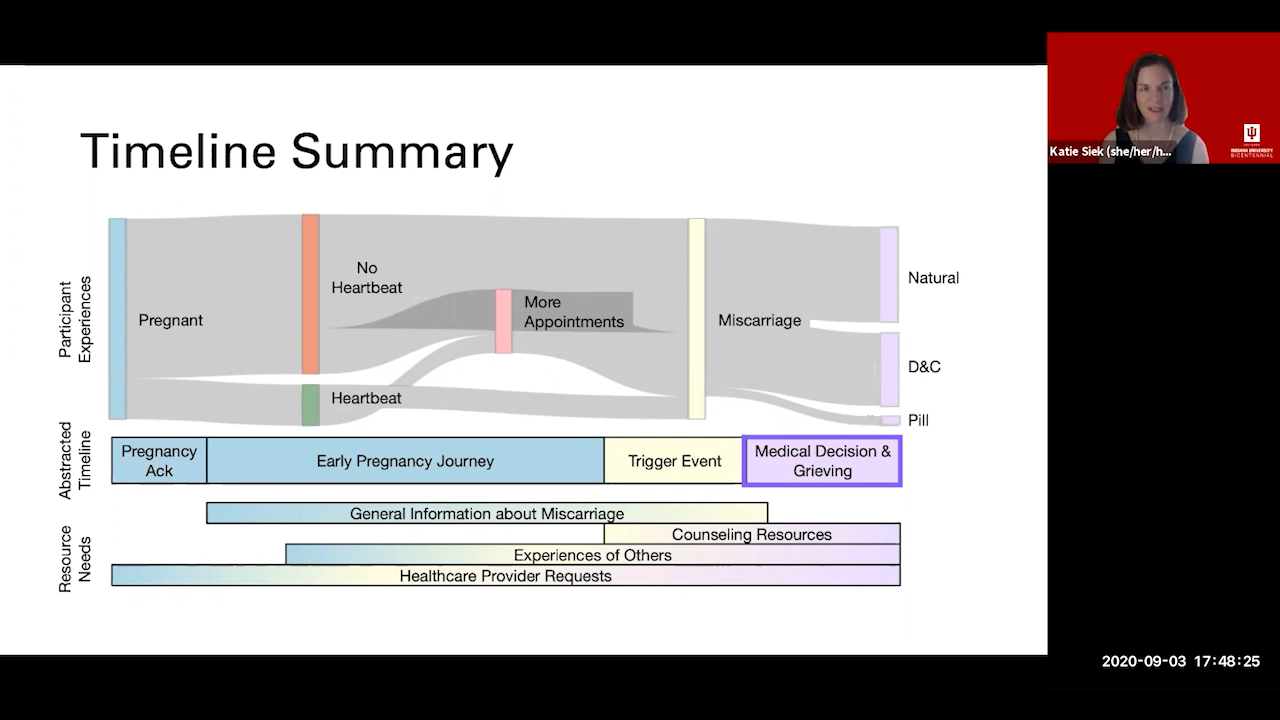 Timeline Summary
Participant
Experiences
Pregnant
No
Heartbeat
Heartbeat
More
Appointments
Miscarriage
Natural
D&C
Pill
Abstracted
Timeline
Pregnancy
Ack
Early Pregnancy Journey
Trigger Event
Medical Decision &
Grieving
Resource
Needs
General Information about Miscarriage
Counseling Resources
Experiences of Others
Healthcare Provider Requests
Katie Siek (she/her/h...
INDIANA UNIVERSITY
BICENTENNIAL
2020-09-03 17:48:25